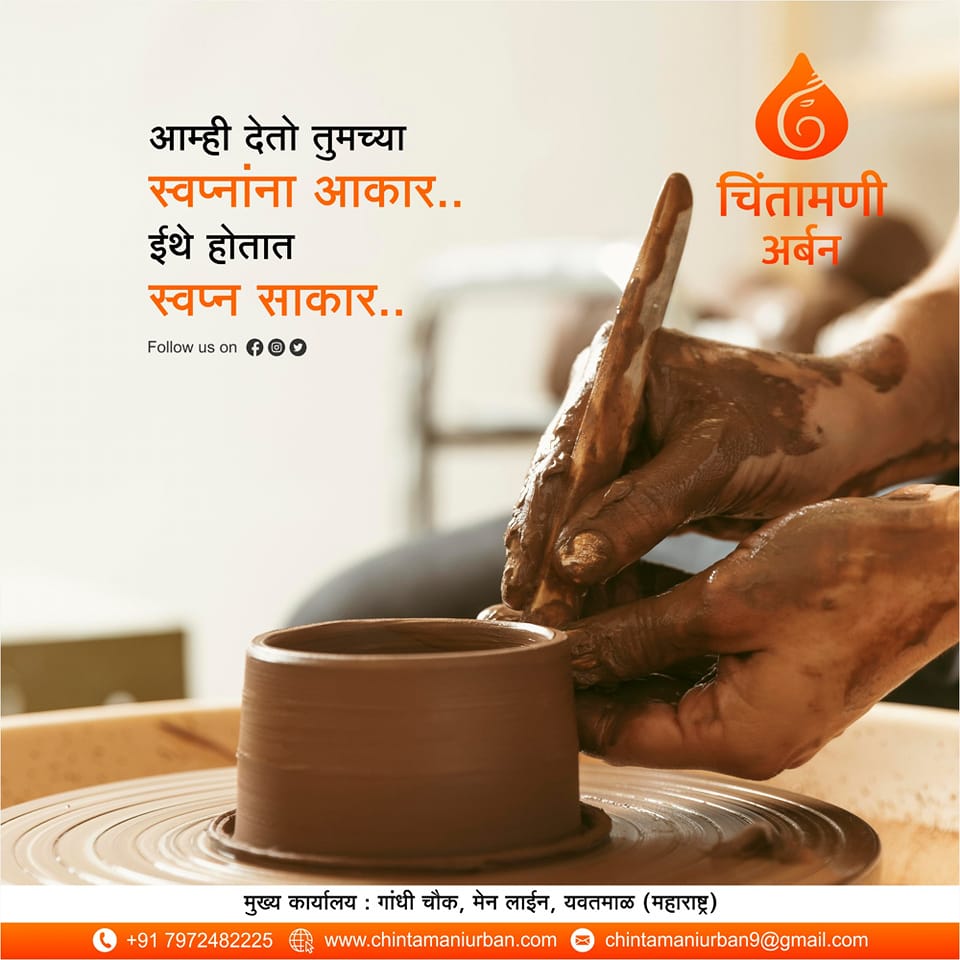 आम्ही देतो तुमच्या
स्वप्नांना आकार..
ईथे होतात
स्वप्न साकार..
Follow us on
चिंतामणी
अर्बन
मुख्य कार्यालय : गांधी चौक, मेन लाईन, यवतमाळ (महाराष्ट्र)
+91 7972482225 www.chintamaniurban.com chintamaniurban9@gmail.com